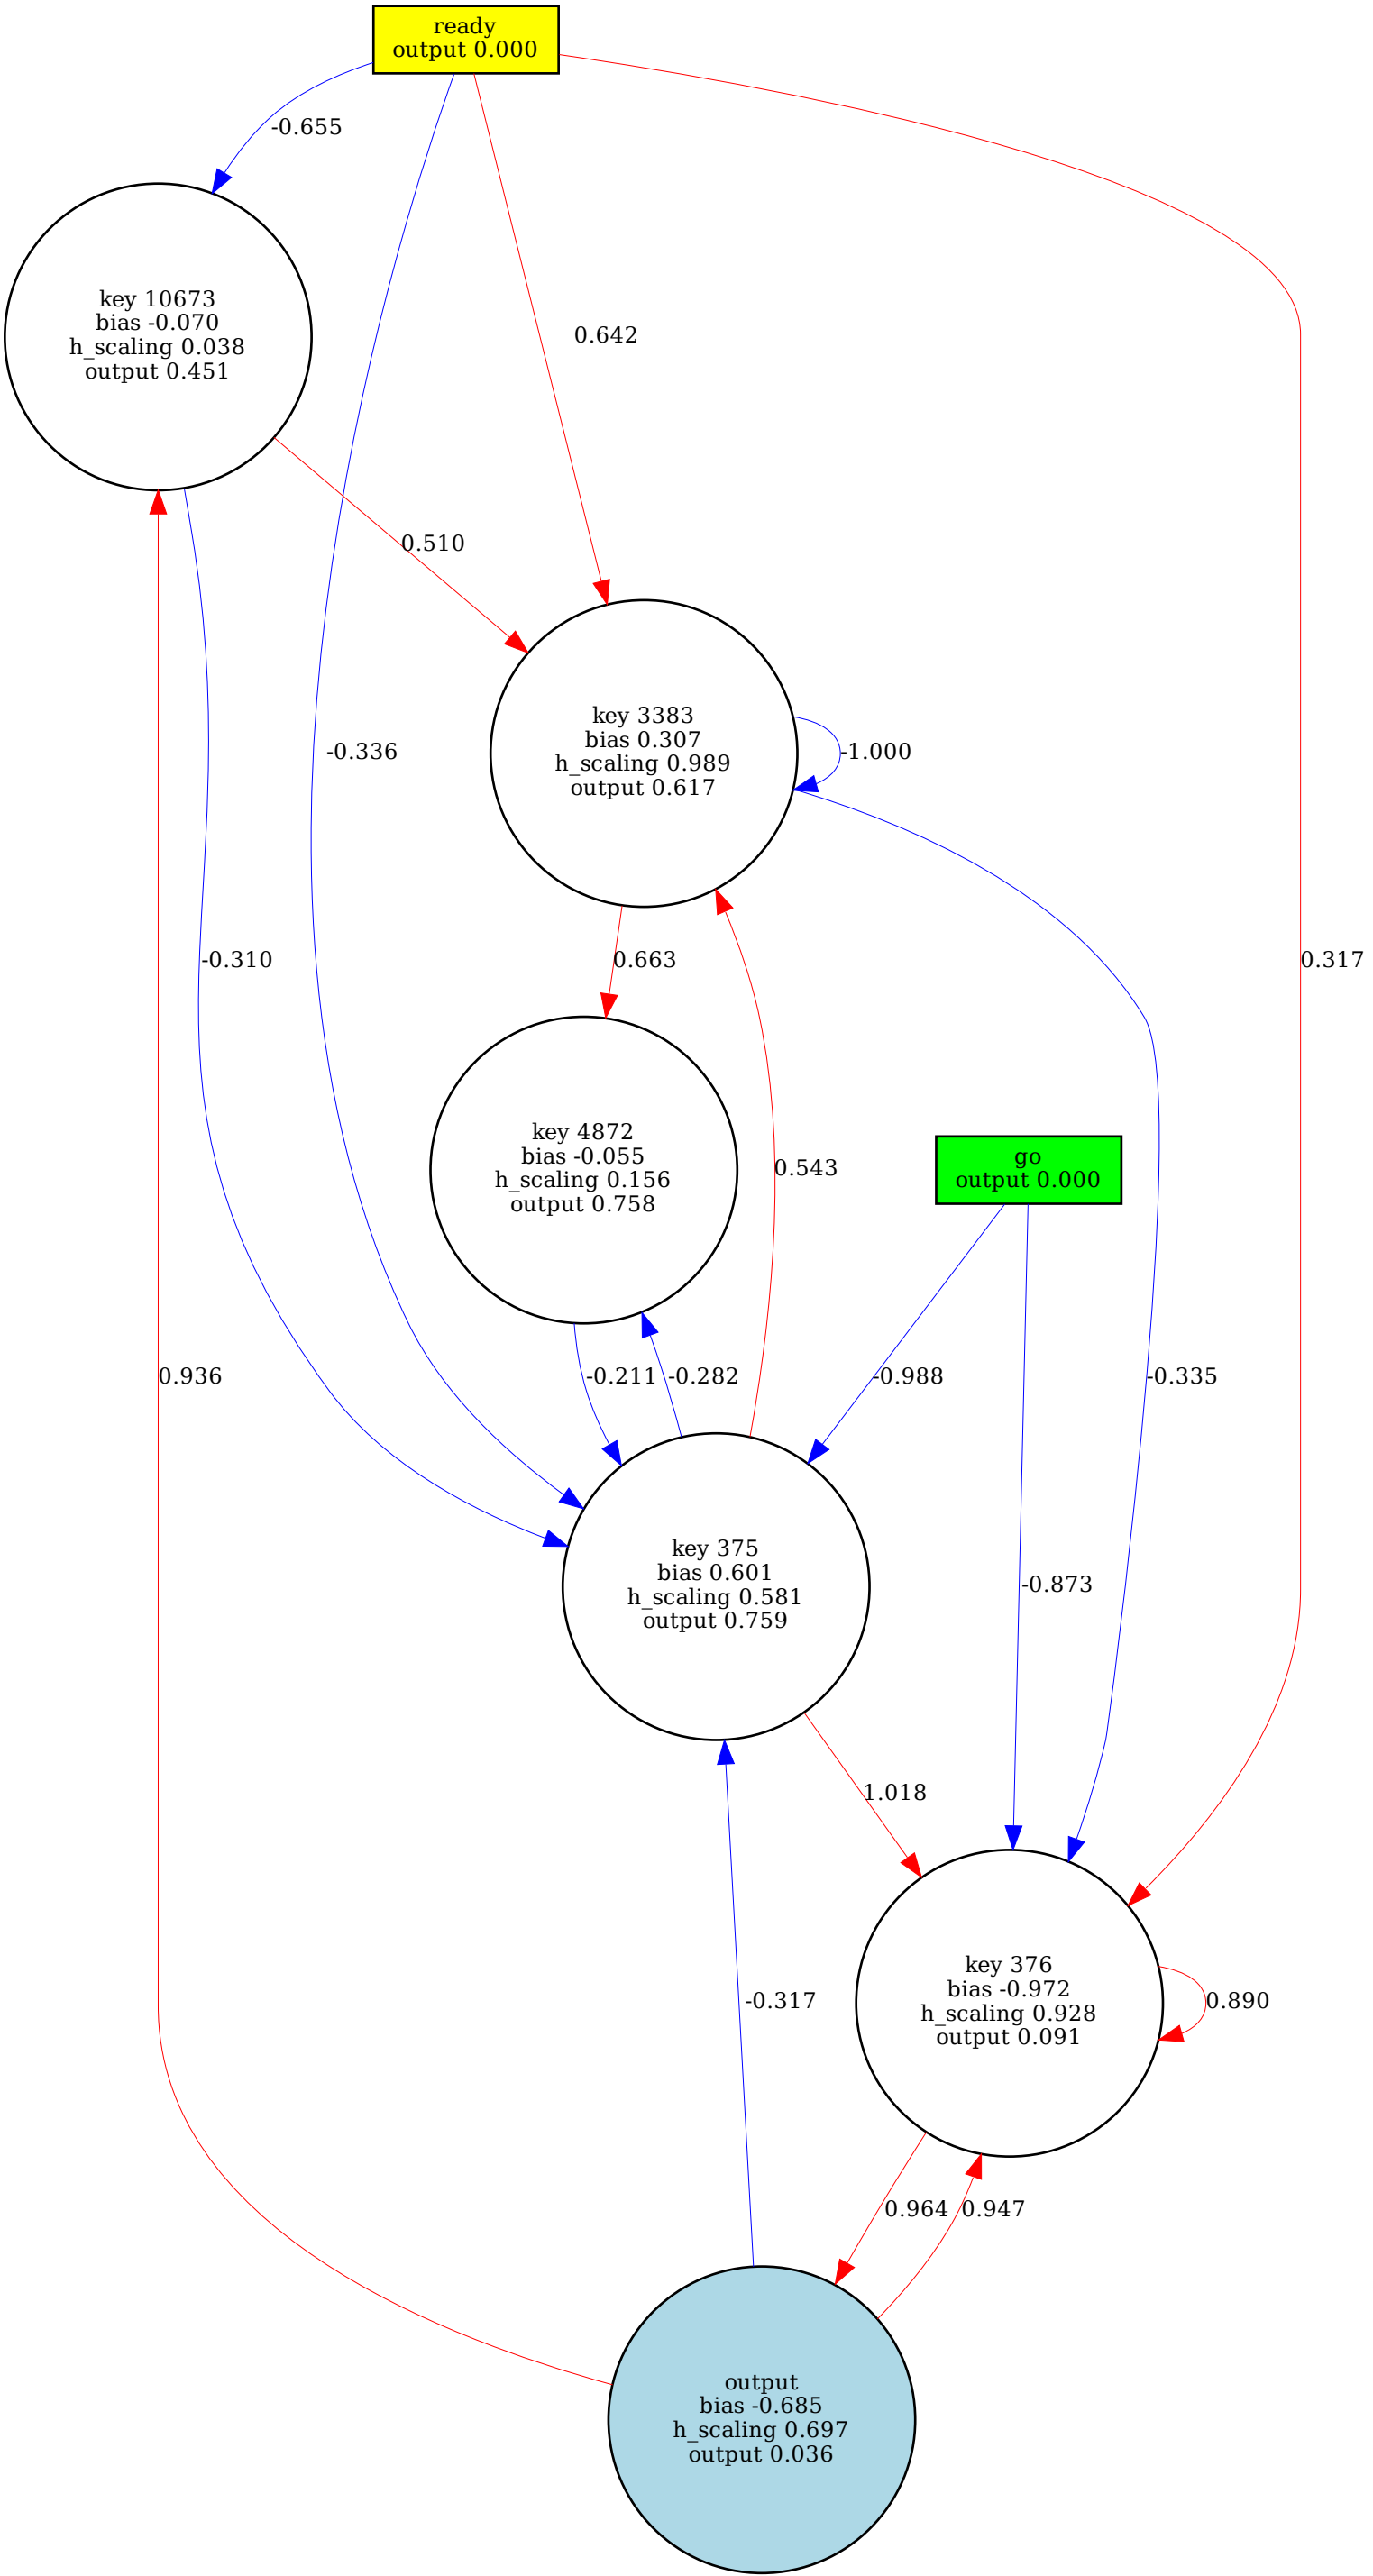 ready
output 0.000
-0.655
key 10673
bias -0.070
h_scaling 0.038
output 0.451
0.642
0.510
key 3383
bias 0.307
h_scaling 0.989
output 0.617
-0.336
-1.000
-0.310
0.663
0.317
key 4872
bias -0.055
h_scaling 0.156
output 0.758
0.543
go
output 0.000
0.936
-0.211
-0.282
-0.988
-0.335
key 375
bias 0.601
h_scaling 0.581
output 0.759
-0.873
1.018
key 376
bias -0.972
h_scaling 0.928
output 0.091
-0.317
0.890
0.964
0.947
output
bias -0.685
h_scaling 0.697
output 0.036